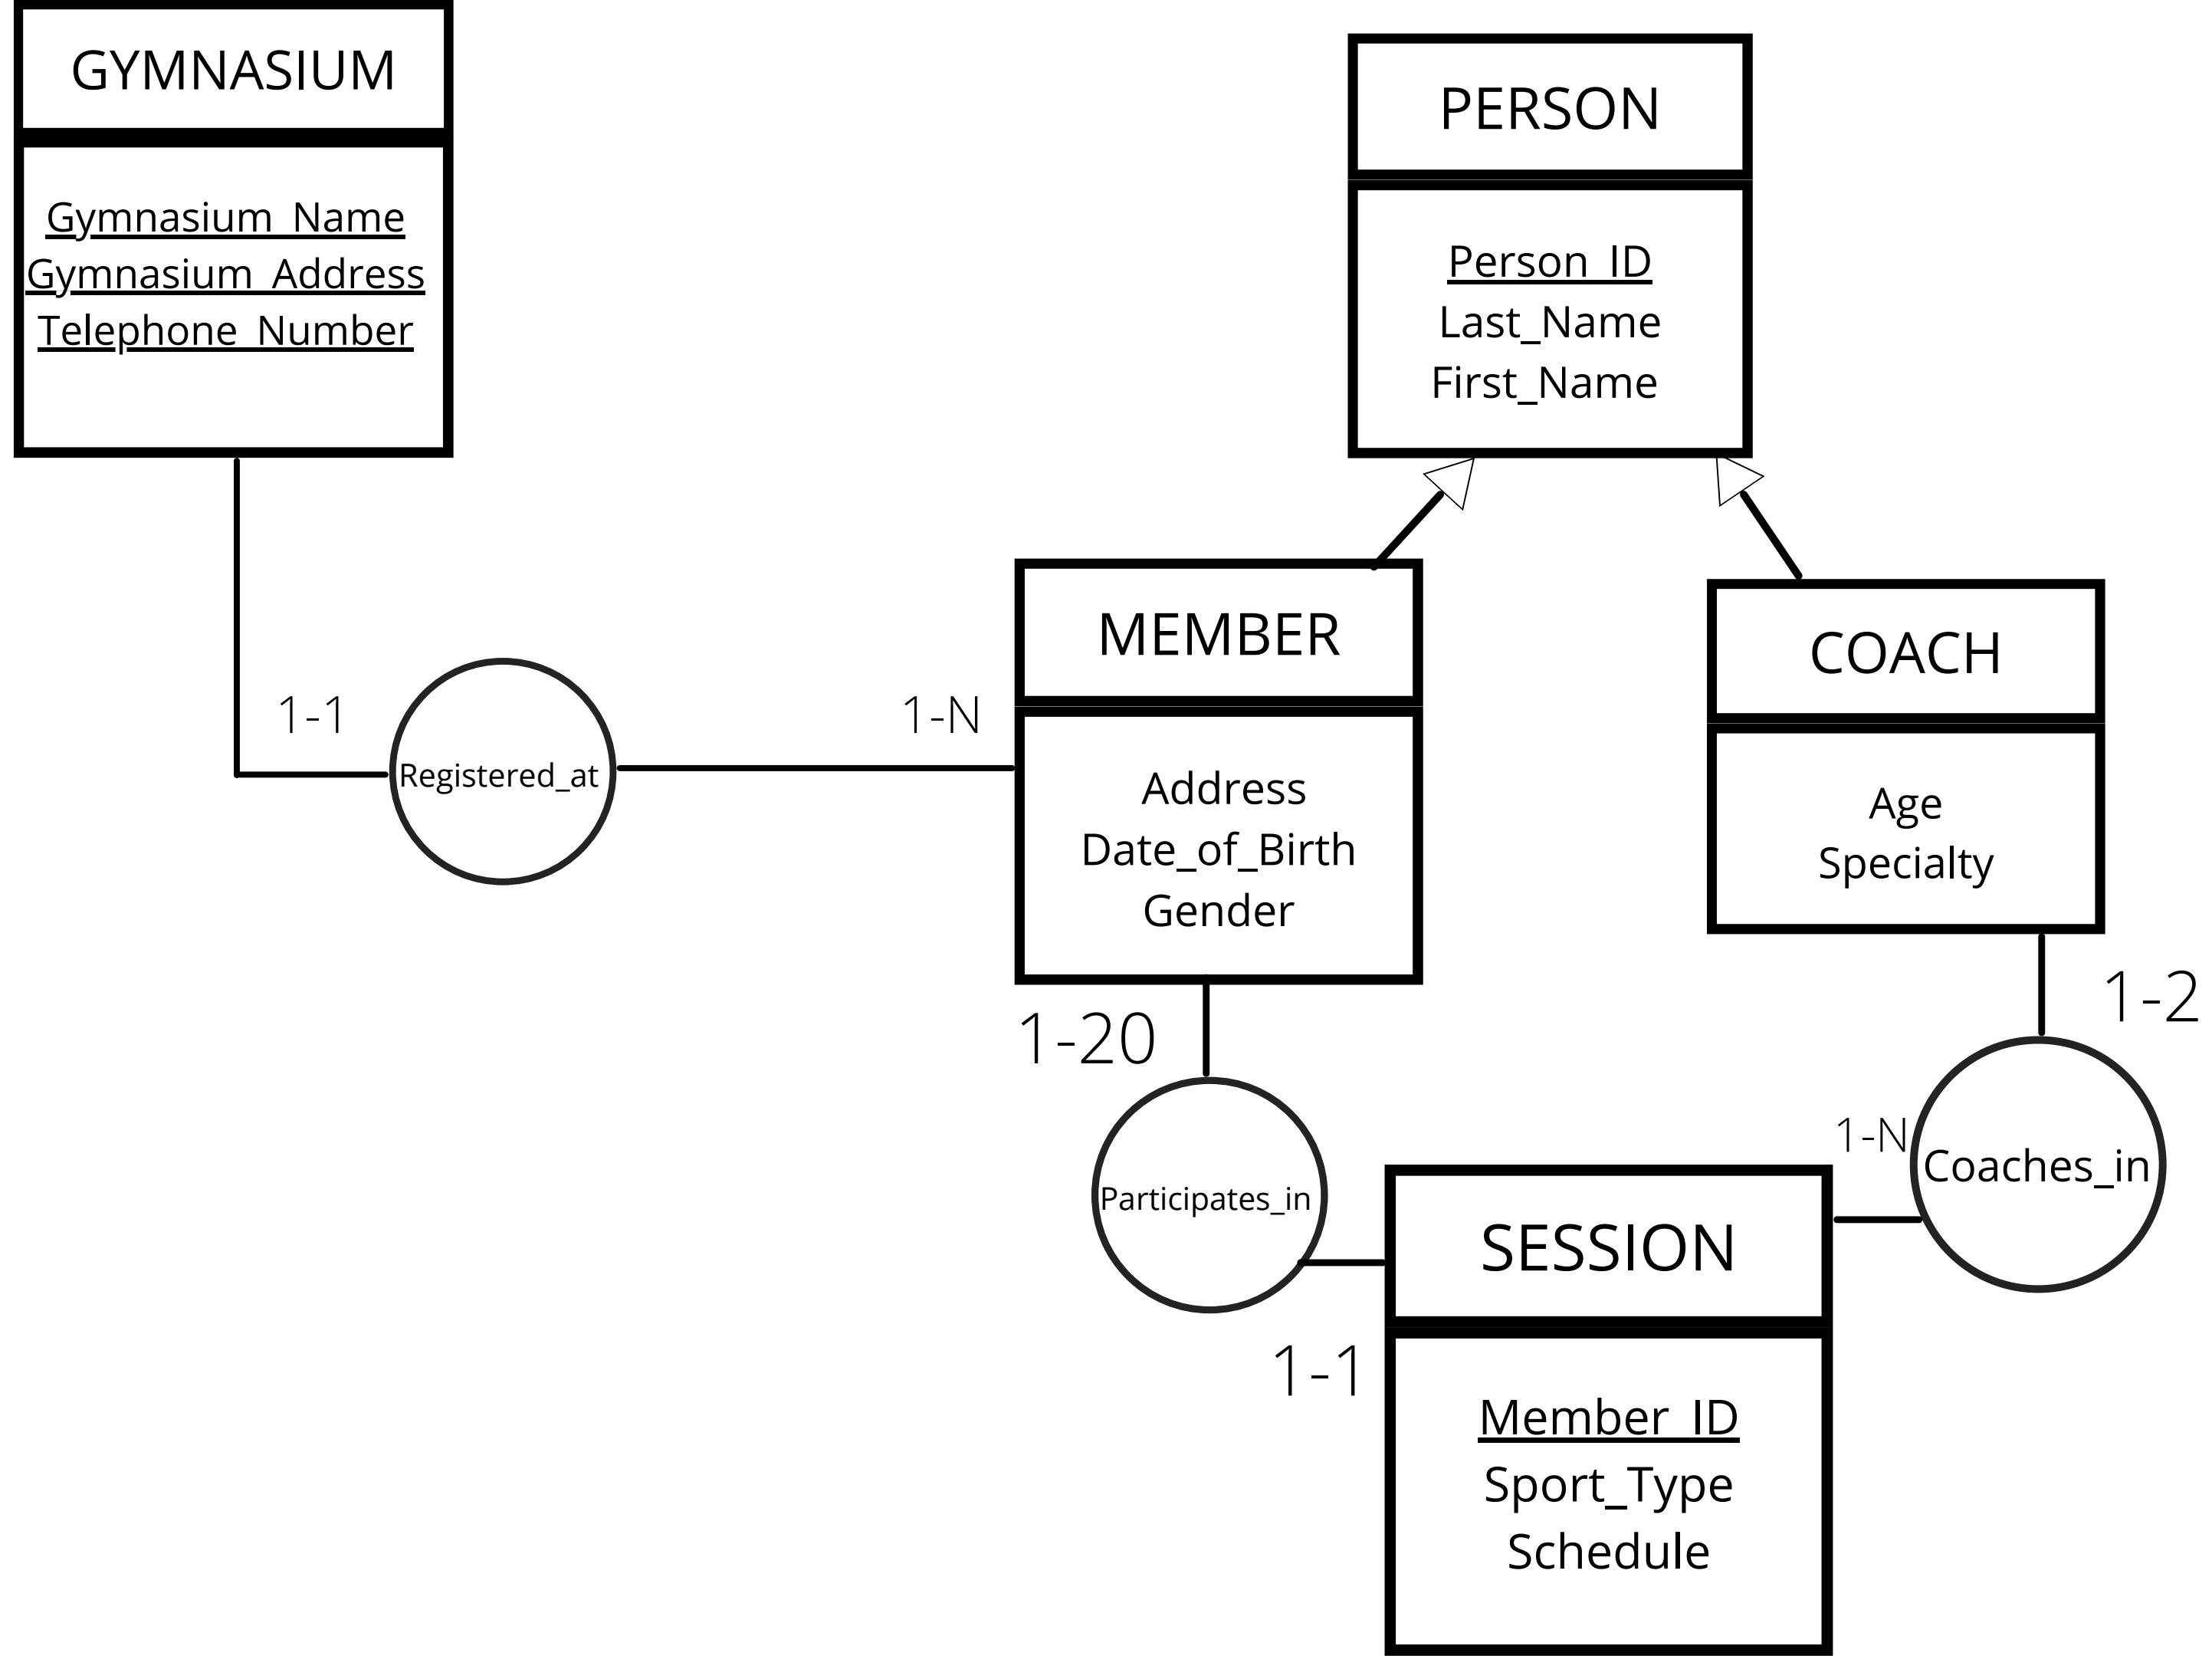 GYMNASIUM
Gymnasium_Name
Gymnasium_Address
Telephone_Number
PERSON
Person_ID
Last_Name
First_Name
MEMBER
Address
Date_of_Birth
Gender
COACH
Age
Specialty
1-1
Registered_at
1-N
1-20
Participates_in
1-1
1-2
Coaches_in
1-N
SESSION
Member_ID
Sport_Type
Schedule